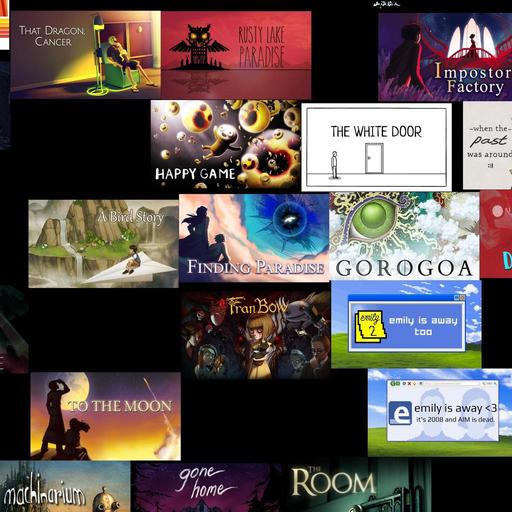 THAT DRAGON,
CANCER
RUSTY LAKE
PARADISE
Impostor
Factory
HAPPY GAME
THE WHITE DOOR
-when the-
past
was around
A Bird Story
FINDING PARADISE
GOROGOA
FRAN BOW
emily
2
emily is away
too
TO THE MOON
e
emily is away <3
it's 2008 and AIM is dead.
machinarium
gone
home
THE
ROOM